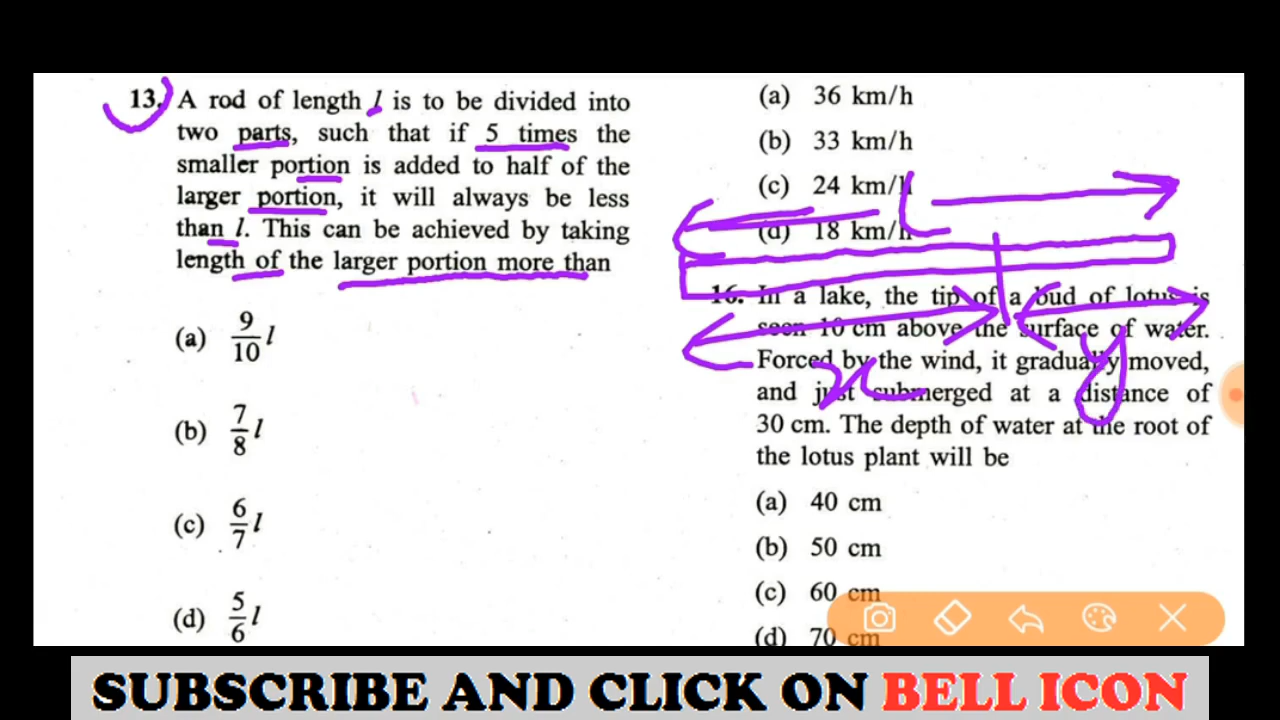 13. A rod of length l is to be divided into
two parts, such that if 5 times the
smaller portion is added to half of the
larger portion, it will always be less
than l. This can be achieved by taking
length of the larger portion more than
(a) 9/10 l
(b) 7/8 l
(c) 6/7 l
(d) 5/6 l
(a) 36 km/h
(b) 33 km/h
(c) 24 km/h
(d) 18 km/h
L
16. In a lake, the tip of a bud of lotus is
seen 10 cm above the surface of water.
Forced by the wind, it gradually moved,
and just submerged at a distance of
30 cm. The depth of water at the root of
the lotus plant will be
x
y
(a) 40 cm
(b) 50 cm
(c) 60 cm
(d) 70 cm
SUBSCRIBE AND CLICK ON BELL ICON